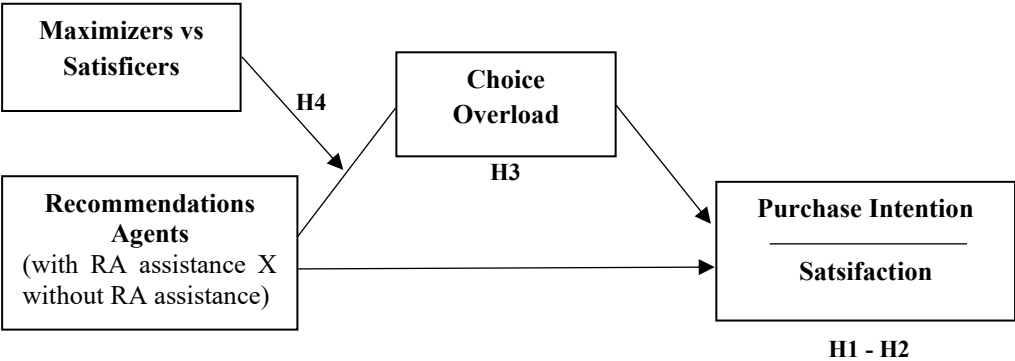 Maximizers vs
Satisficers
H4
Choice
Overload
H3
Recommendations
Agents
(with RA assistance X
without RA assistance)
Purchase Intention
Satsifaction
H1 - H2